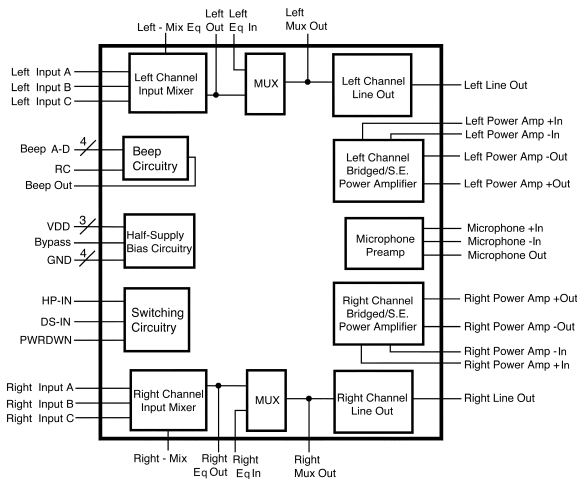 Left - Mix Eq
Left
Out
Left
Eq In
Left
Mux Out
Left Input A
Left Input B
Left Input C
Left Channel
Input Mixer
MUX
Left Channel
Line Out
Left Line Out
Left Power Amp +In
Left Power Amp -In
Left Power Amp -Out
Left Power Amp +Out
Left Channel
Bridged/S.E.
Power Amplifier
Beep A-D
4
RC
Beep Out
Beep
Circuitry
VDD
3
Bypass
GND
4
Half-Supply
Bias Circuitry
Microphone
Preamp
Microphone +In
Microphone -In
Microphone Out
HP-IN
DS-IN
PWRDWN
Switching
Circuitry
Right Channel
Bridged/S.E.
Power Amplifier
Right Power Amp +Out
Right Power Amp -Out
Right Power Amp -In
Right Power Amp +In
Right Input A
Right Input B
Right Input C
Right Channel
Input Mixer
MUX
Right Channel
Line Out
Right Line Out
Right - Mix
Right
Eq Out
Right
Eq In
Right
Mux Out